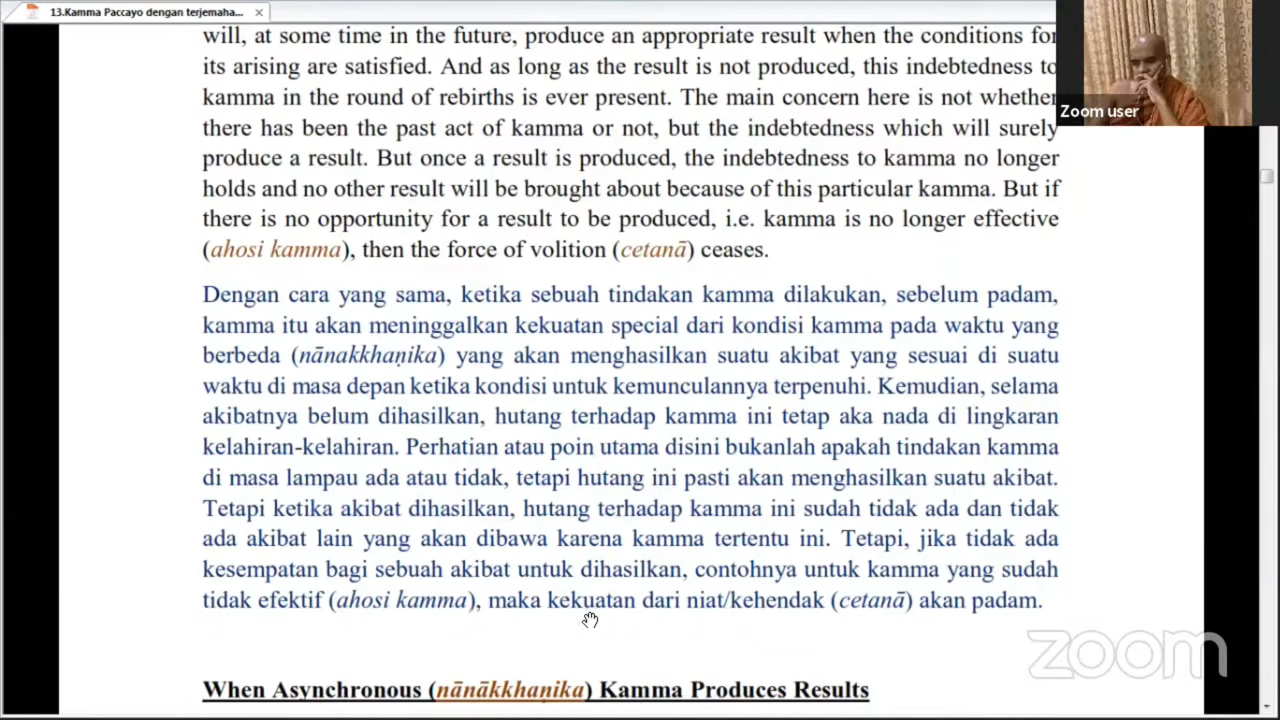 13.Kamma Paccayo dengan terjemaha...
will, at some time in the future, produce an appropriate result when the conditions for
its arising are satisfied. And as long as the result is not produced, this indebtedness to
kamma in the round of rebirths is ever present. The main concern here is not whether
there has been the past act of kamma or not, but the indebtedness which will surely
produce a result. But once a result is produced, the indebtedness to kamma no longer
holds and no other result will be brought about because of this particular kamma. But if
there is no opportunity for a result to be produced, i.e. kamma is no longer effective
(ahosi kamma), then the force of volition (cetanā) ceases.
Dengan cara yang sama, ketika sebuah tindakan kamma dilakukan, sebelum padam,
kamma itu akan meninggalkan kekuatan special dari kondisi kamma pada waktu yang
berbeda (nānakkhaṇika) yang akan menghasilkan suatu akibat yang sesuai di suatu
waktu di masa depan ketika kondisi untuk kemunculannya terpenuhi. Kemudian, selama
akibatnya belum dihasilkan, hutang terhadap kamma ini tetap aka nada di lingkaran
kelahiran-kelahiran. Perhatian atau poin utama disini bukanlah apakah tindakan kamma
di masa lampau ada atau tidak, tetapi hutang ini pasti akan menghasilkan suatu akibat.
Tetapi ketika akibat dihasilkan, hutang terhadap kamma ini sudah tidak ada dan tidak
ada akibat lain yang akan dibawa karena kamma tertentu ini. Tetapi, jika tidak ada
kesempatan bagi sebuah akibat untuk dihasilkan, contohnya untuk kamma yang sudah
tidak efektif (ahosi kamma), maka kekuatan dari niat/kehendak (cetanā) akan padam.
When Asynchronous (nānākkhaṇika) Kamma Produces Results
Zoom user
zoom